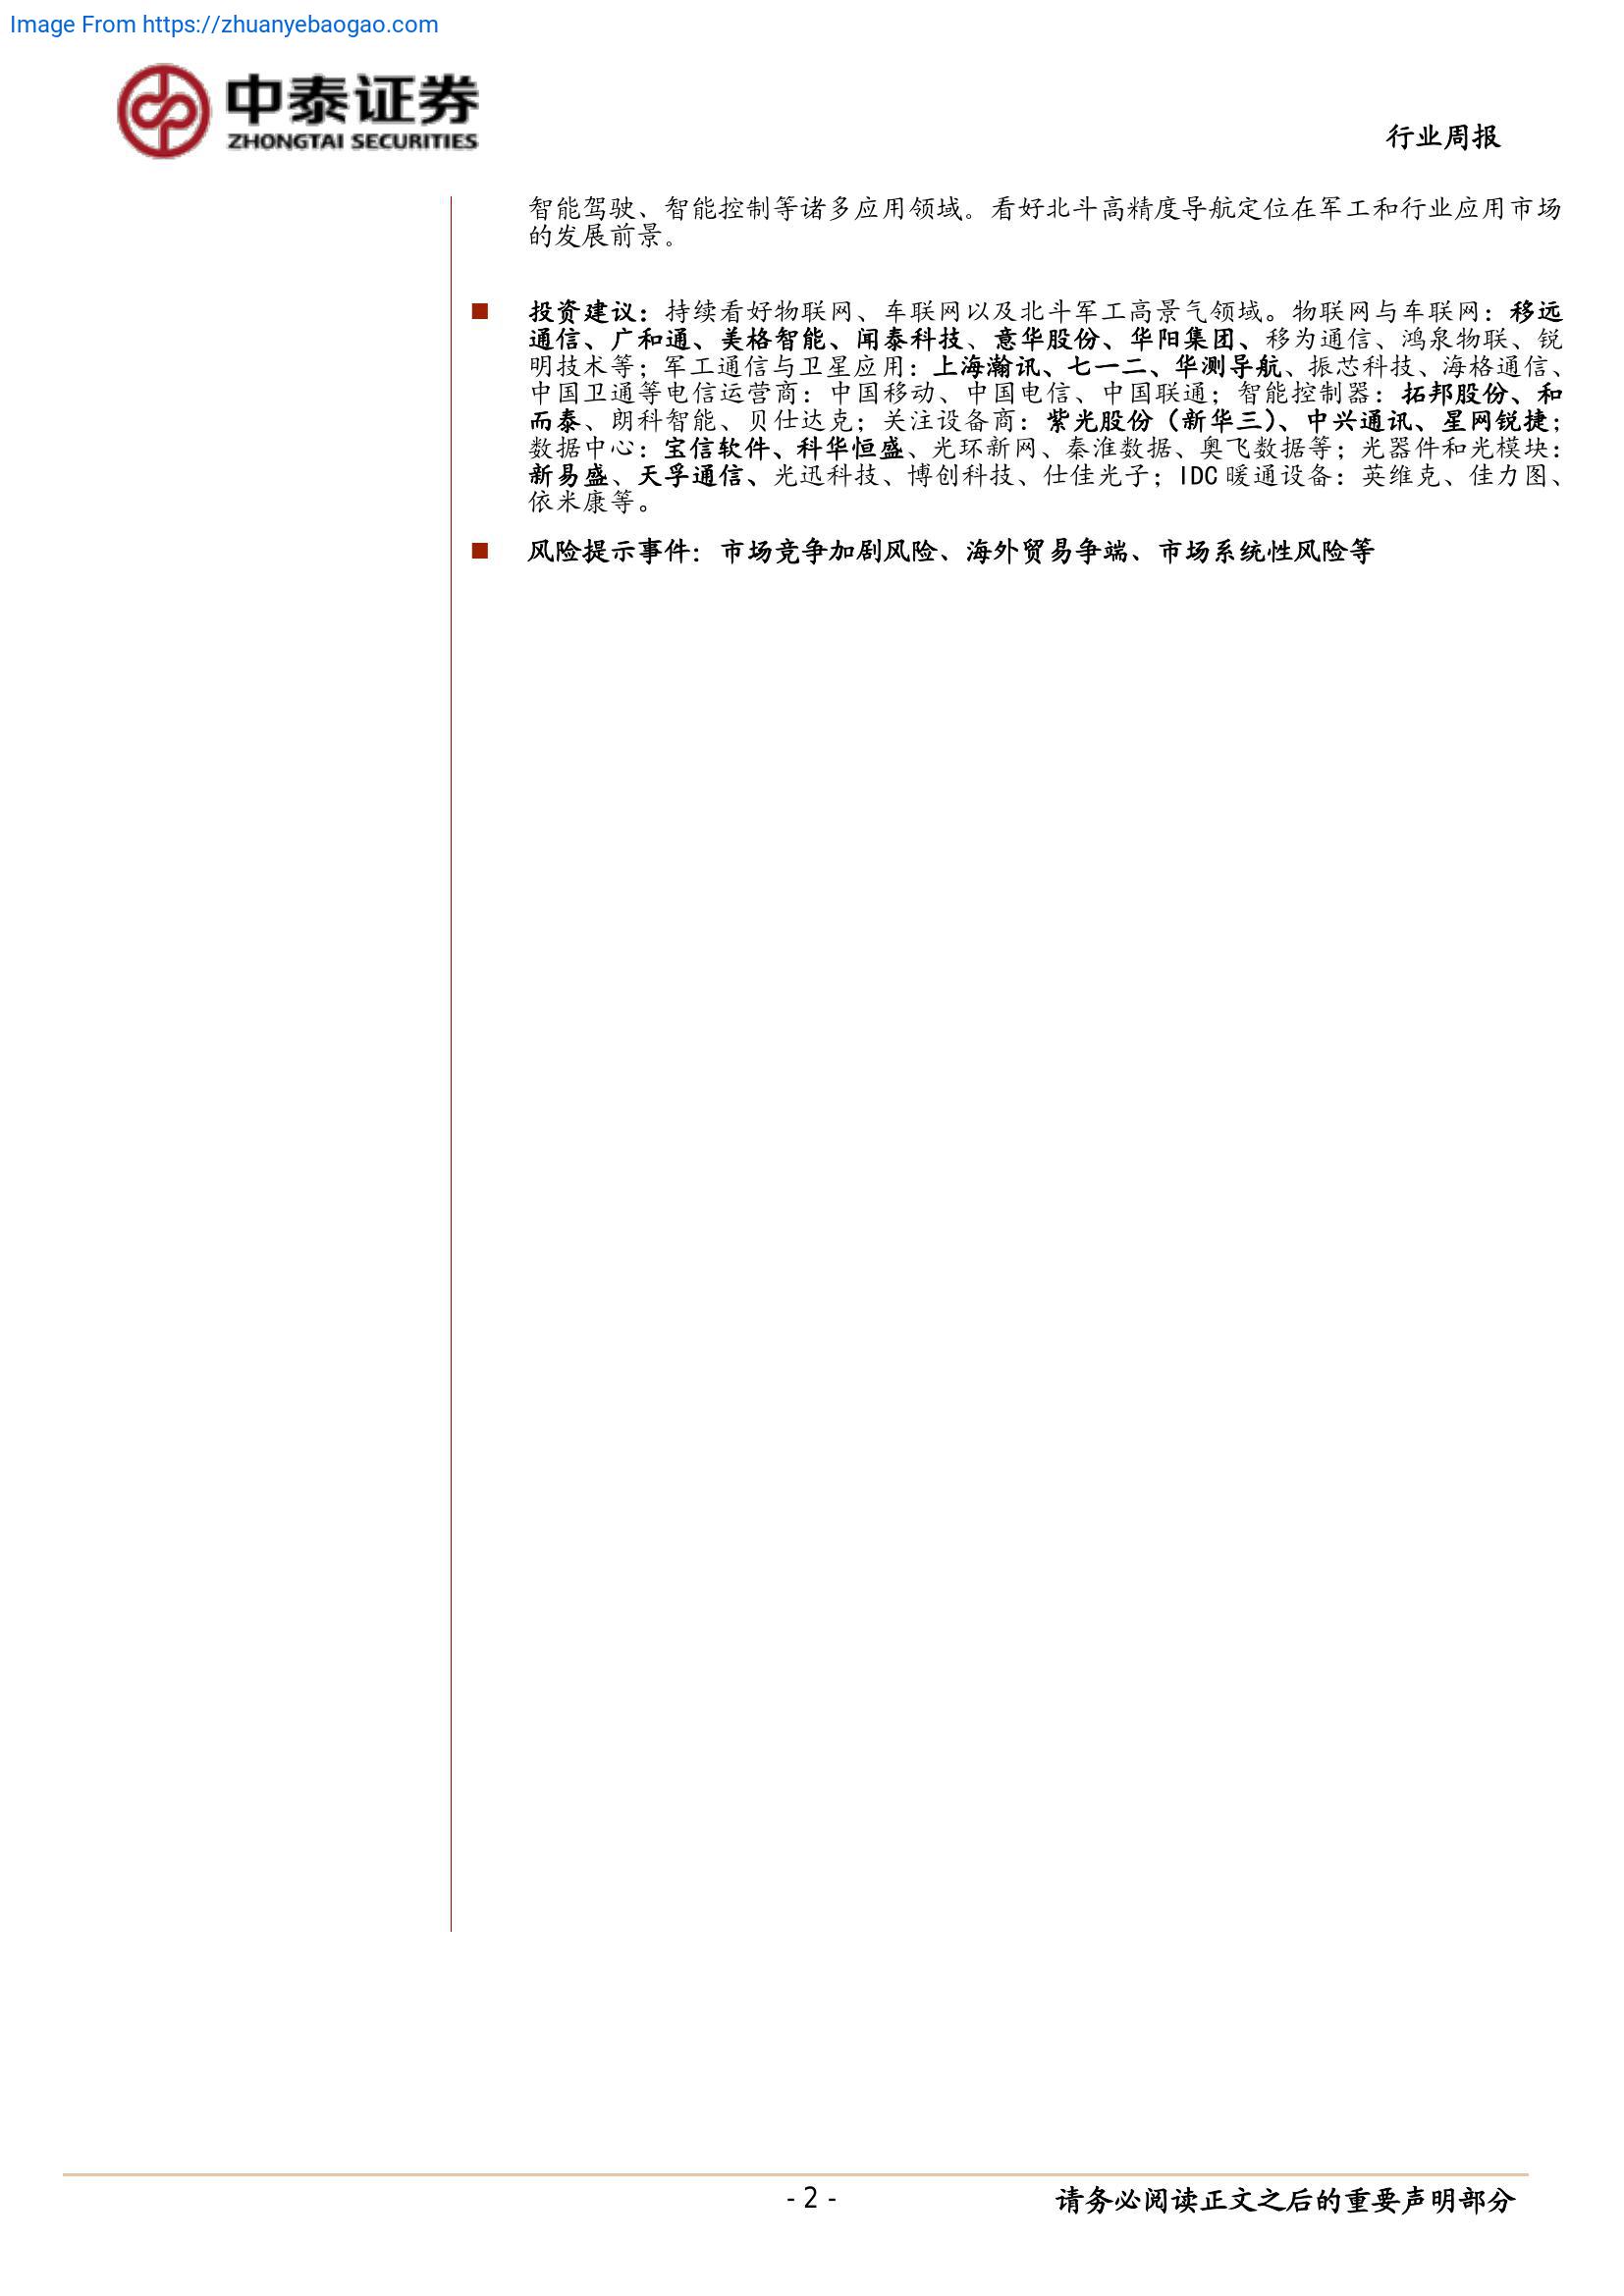 Image From https://zhuanyebaogao.com
中泰证券
ZHONGTAI SECURITIES
行业周报
智能驾驶、智能控制等诸多应用领域。看好北斗高精度导航定位在军工和行业应用市场
的发展前景。
■ 投资建议：持续看好物联网、车联网以及北斗军工高景气领域。物联网与车联网：移远
通信、广和通、美格智能、闻泰科技、意华股份、华阳集团、移为通信、鸿泉物联、锐
明技术等；军工通信与卫星应用：上海瀚讯、七一二、华测导航、振芯科技、海格通信、
中国卫通等电信运营商：中国移动、中国电信、中国联通；智能控制器：拓邦股份、和
而泰、朗科智能、贝仕达克；关注设备商：紫光股份（新华三）、中兴通讯、星网锐捷；
数据中心：宝信软件、科华恒盛、光环新网、秦淮数据、奥飞数据等；光器件和光模块：
新易盛、天孚通信、光迅科技、博创科技、仕佳光子；IDC 暖通设备：英维克、佳力图、
依米康等。
■ 风险提示事件：市场竞争加剧风险、海外贸易争端、市场系统性风险等
- 2 -
请务必阅读正文之后的重要声明部分